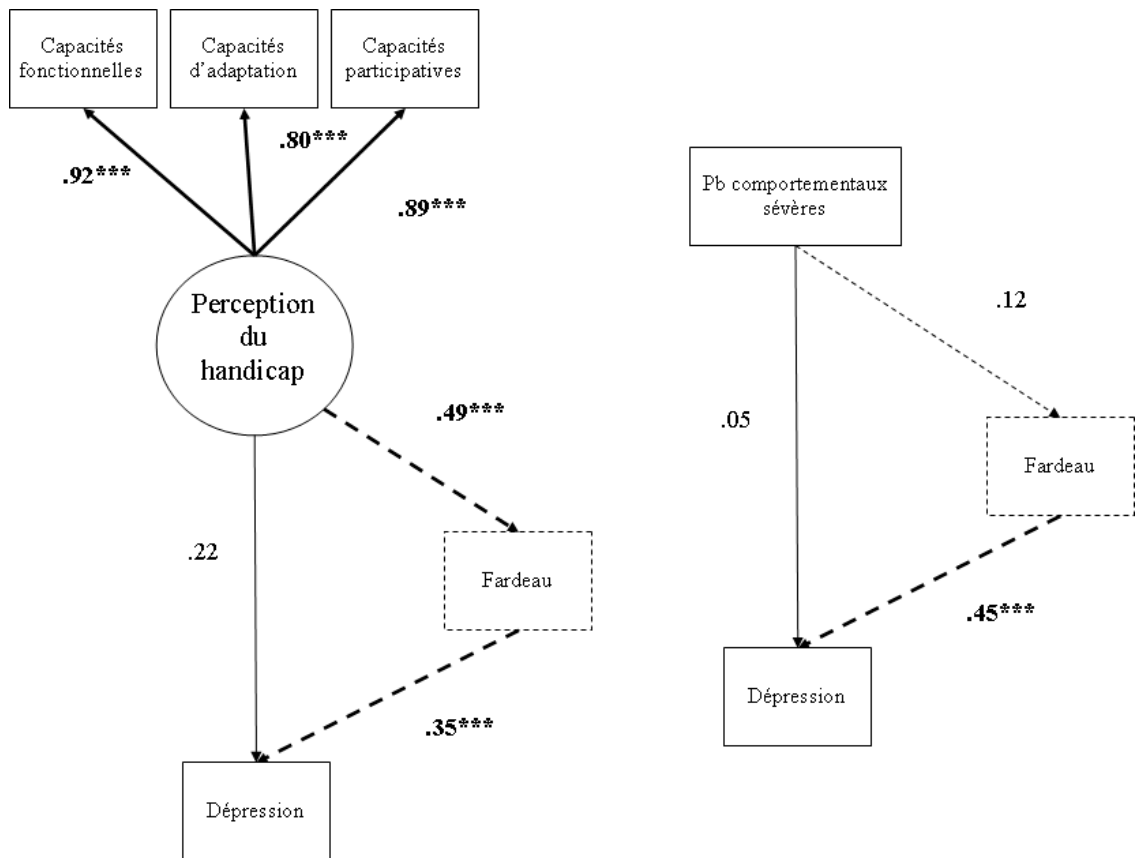 Capacités
fonctionnelles
Capacités
d'adaptation
Capacités
participatives
.92***
.80***
.89***
Perception
du
handicap
.49***
.22
Fardeau
.35***
Dépression
Pb comportementaux
sévères
.12
.05
Fardeau
.45***
Dépression